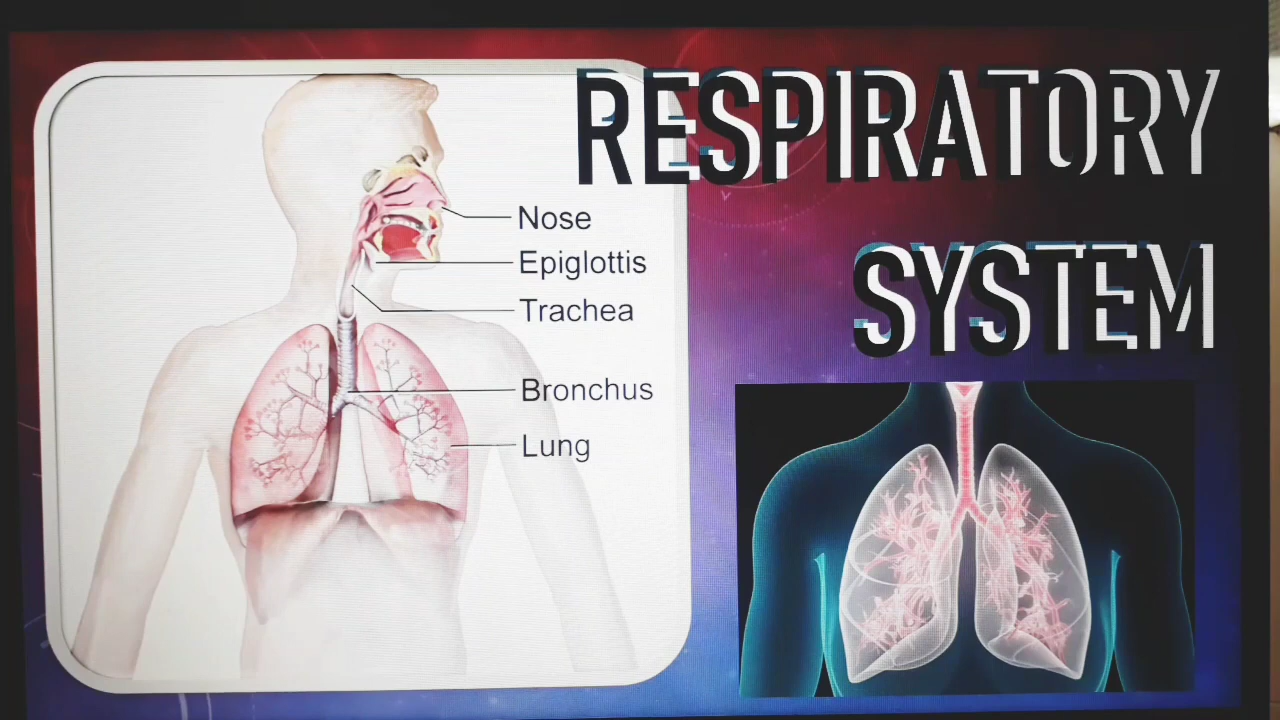 RESPIRATORY
SYSTEM
Nose
Epiglottis
Trachea
Bronchus
Lung